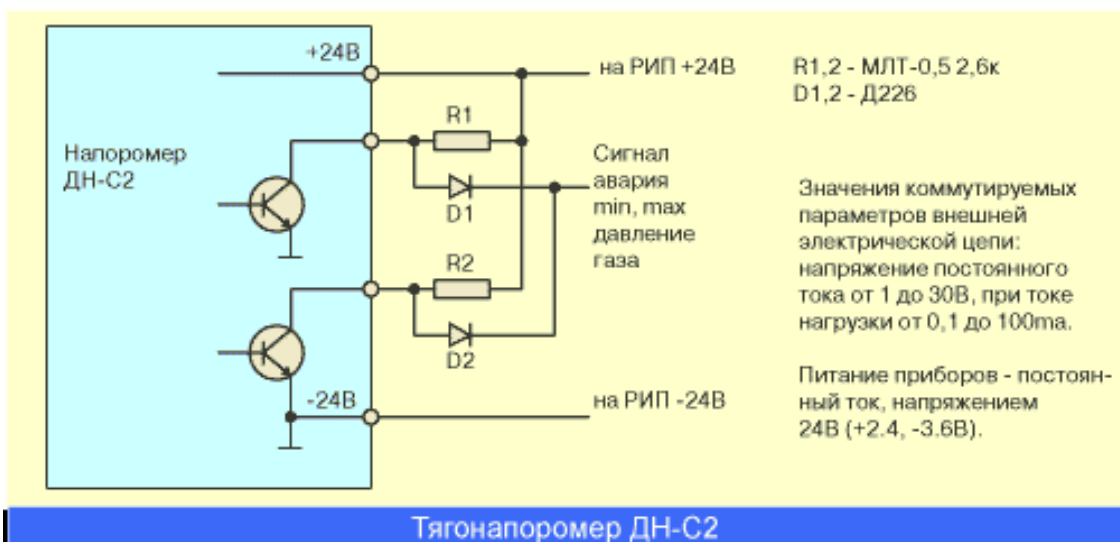 +24В
на РИП +24В
R1,2 - МЛТ-0,5 2,6к
D1,2 - Д226
R1
Напоромер
ДН-С2
D1
Сигнал
авария
min, max
давление
газа
Значения коммутируемых
параметров внешней
электрической цепи:
напряжение постоянного
тока от 1 до 30В, при токе
нагрузки от 0,1 до 100ma.
R2
D2
-24В
на РИП -24В
Питание приборов - постоян-
ный ток, напряжением
24В (+2.4, -3.6В).
Тягонапоромер ДН-С2